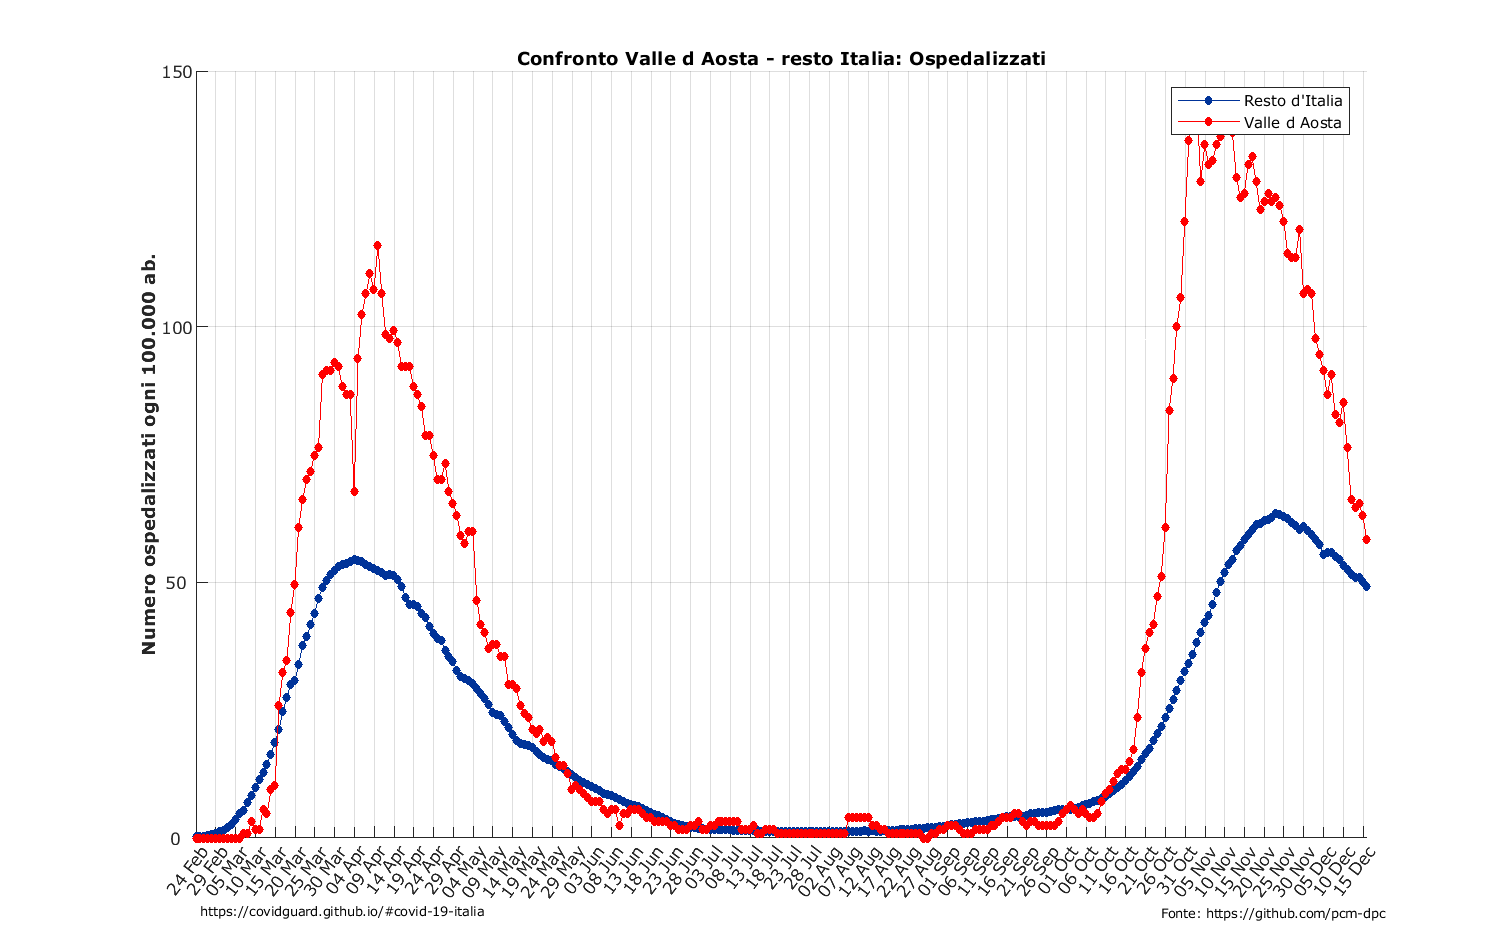 Confronto Valle d Aosta - resto Italia: Ospedalizzati
150
100
50
0
Numero ospedalizzati ogni 100.000 ab.
Resto d'Italia
Valle d Aosta
24 Feb
29 Feb
05 Mar
10 Mar
15 Mar
20 Mar
25 Mar
30 Mar
04 Apr
09 Apr
14 Apr
19 Apr
24 Apr
29 Apr
04 May
09 May
14 May
19 May
24 May
29 May
03 Jun
08 Jun
13 Jun
18 Jun
23 Jun
28 Jun
03 Jul
08 Jul
13 Jul
18 Jul
23 Jul
28 Jul
02 Aug
07 Aug
12 Aug
17 Aug
22 Aug
27 Aug
01 Sep
06 Sep
11 Sep
16 Sep
21 Sep
26 Sep
01 Oct
06 Oct
11 Oct
16 Oct
21 Oct
26 Oct
31 Oct
05 Nov
10 Nov
15 Nov
20 Nov
25 Nov
30 Nov
05 Dec
10 Dec
15 Dec
https://covidguard.github.io/#covid-19-italia
Fonte: https://github.com/pcm-dpc